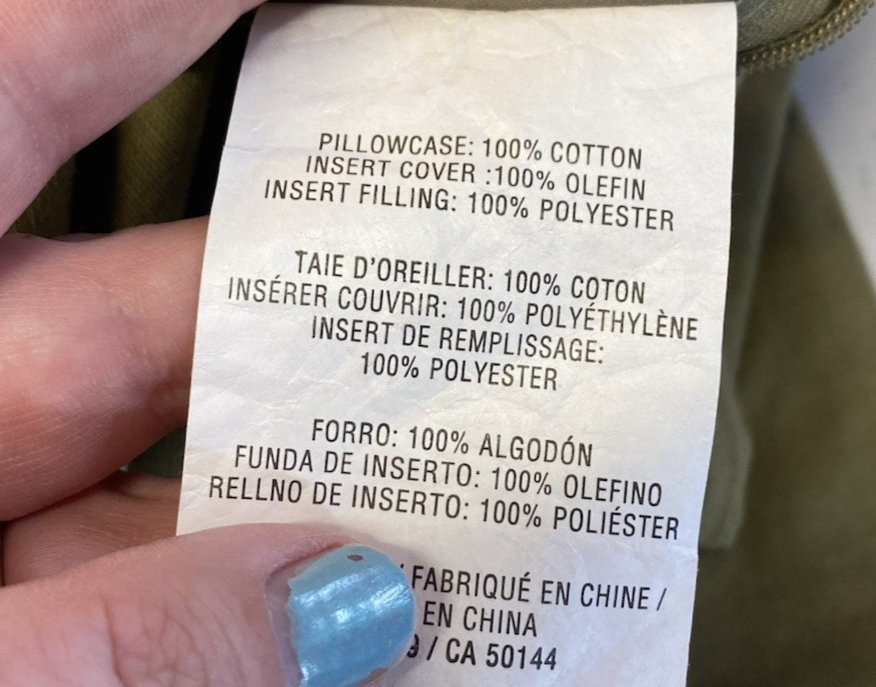 PILLOWCASE: 100% COTTON
INSERT COVER :100% OLEFIN
INSERT FILLING: 100% POLYESTER
TAIE D'OREILLER: 100% COTON
INSÉRER COUVRIR: 100% POLYÉTHYLÈNE
INSERT DE REMPLISSAGE:
100% POLYESTER
FORRO: 100% ALGODÓN
FUNDA DE INSERTO: 100% OLEFINO
RELLNO DE INSERTO: 100% POLIÉSTER
/ FABRIQUÉ EN CHINE /
EN CHINA
9 / CA 50144